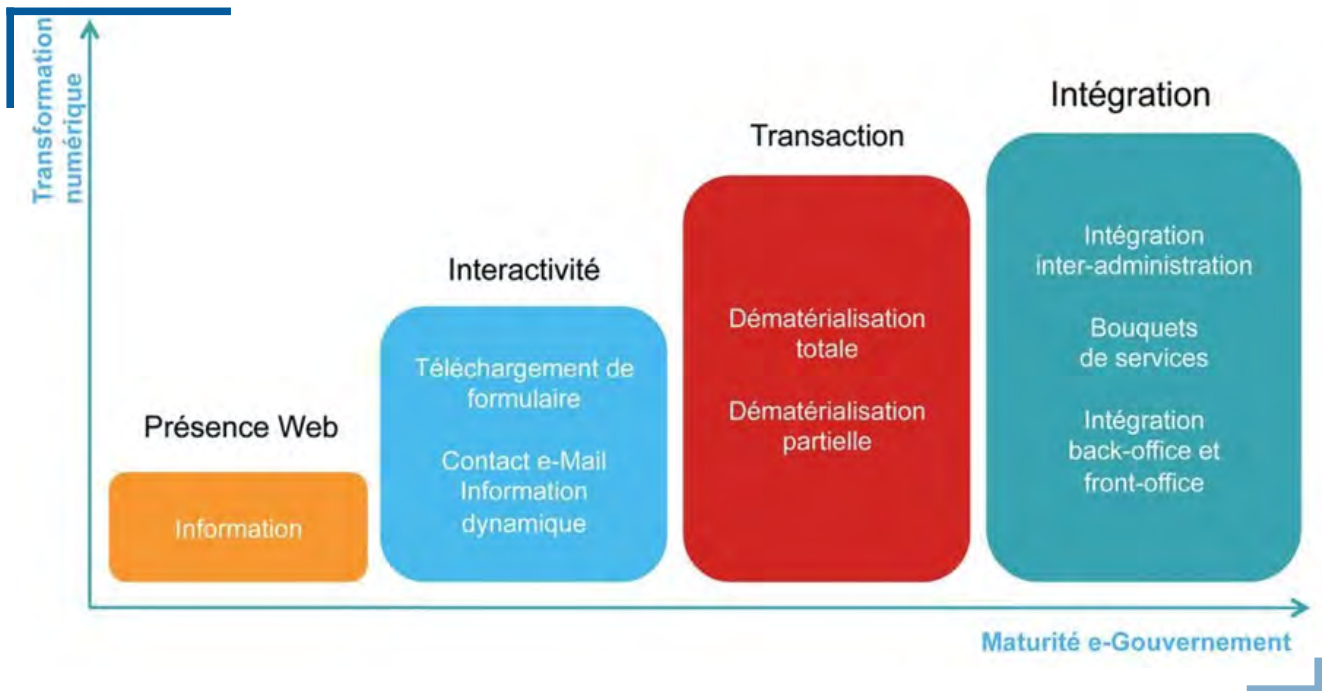 Transformation
numérique
Présence Web
Information
Interactivité
Téléchargement de
formulaire
Contact e-Mail
Information
dynamique
Transaction
Dématérialisation
totale
Dématérialisation
partielle
Intégration
Intégration
inter-administration
Bouquets
de services
Intégration
back-office et
front-office
Maturité e-Gouvernement